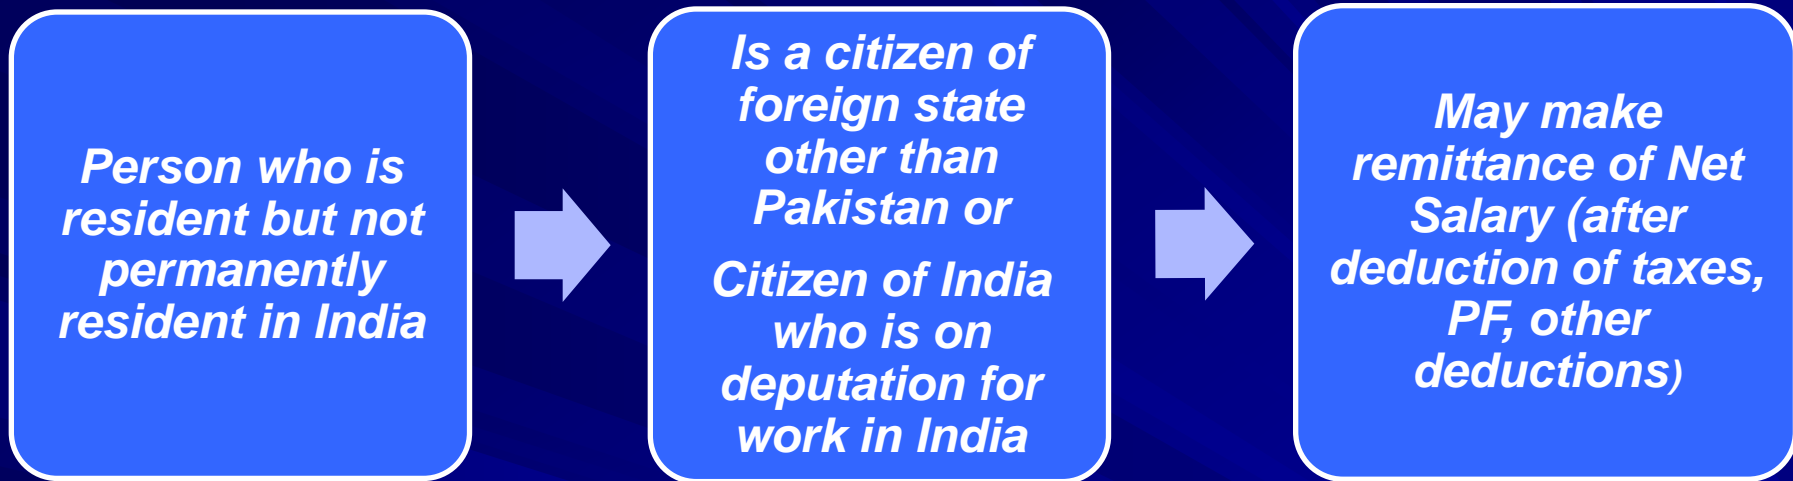 Person who is
resident but not
permanently
resident in India
Is a citizen of
foreign state
other than
Pakistan or
Citizen of India
who is on
deputation for
work in India
May make
remittance of Net
Salary (after
deduction of taxes,
PF, other
deductions)